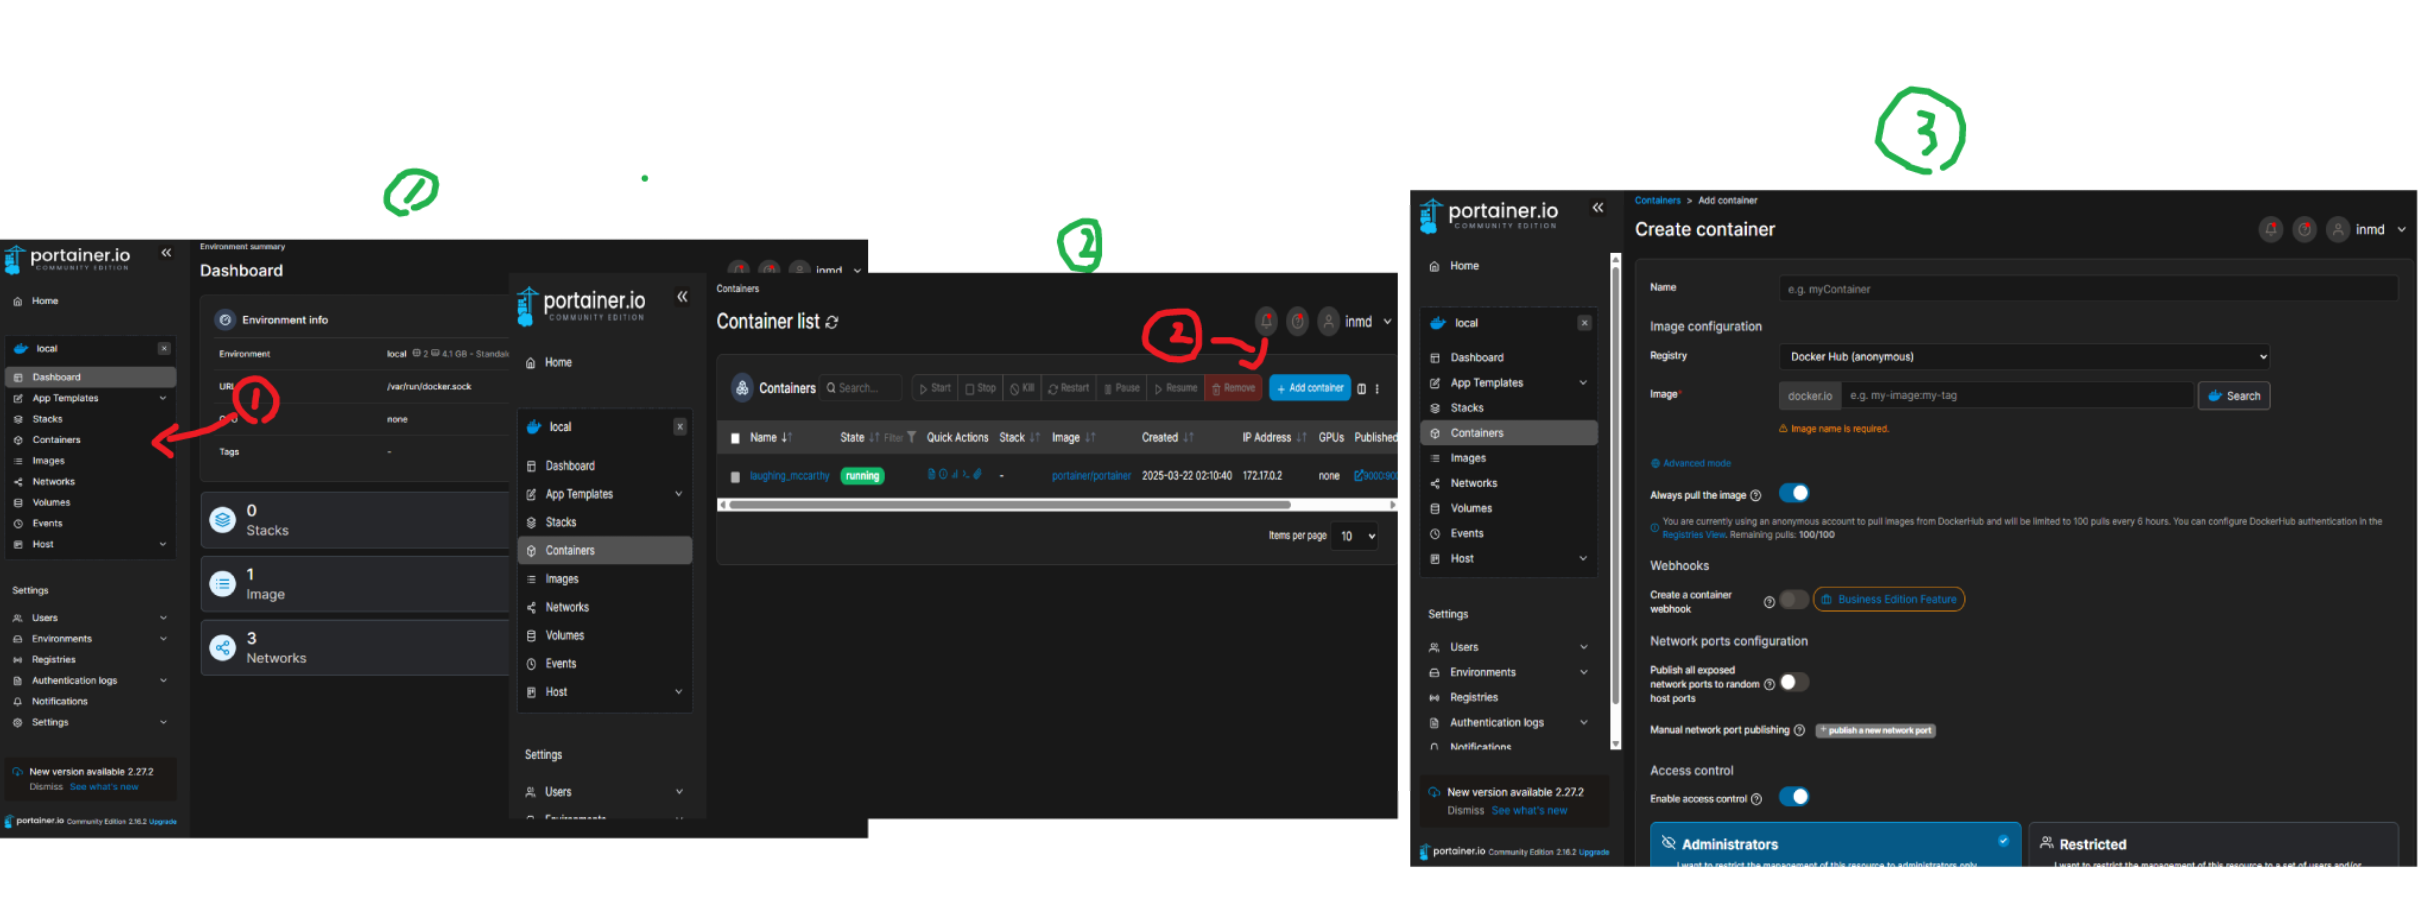 1
portainer.io
COMMUNITY EDITION
Home
local
Dashboard
App Templates
Stacks
Containers
Images
Networks
Volumes
Events
Host
Settings
Users
Environments
Registries
Authentication logs
Notifications
Settings
New version available 2.27.2
Dismiss See what's new
portainer.io Community Edition 2.16.2 Upgrade
Environment summary
Dashboard
inmd
Environment info
Environment local 2 4.1 GB - Standalo
URL /var/run/docker.sock
none
Tags -
1
0
Stacks
1
Image
3
Networks
2
portainer.io
COMMUNITY EDITION
Home
local
Dashboard
App Templates
Stacks
Containers
Images
Networks
Volumes
Events
Host
Settings
Users
Environments
Containers
Container list
inmd
2
Containers Search... Start Stop Kill Restart Pause Resume Remove + Add container
Name State Filter Quick Actions Stack Image Created IP Address GPUs Published
laughing_mccarthy running - portainer/portainer 2025-03-22 02:10:40 172.17.0.2 none 9000:90
Items per page 10
3
portainer.io
COMMUNITY EDITION
Home
local
Dashboard
App Templates
Stacks
Containers
Images
Networks
Volumes
Events
Host
Settings
Users
Environments
Registries
Authentication logs
Notifications
New version available 2.27.2
Dismiss See what's new
portainer.io Community Edition 2.16.2 Upgrade
Containers > Add container
Create container
inmd
Name e.g. myContainer
Image configuration
Registry Docker Hub (anonymous)
Image* docker.io e.g. my-image:my-tag Search
Image name is required.
Advanced mode
Always pull the image
You are currently using an anonymous account to pull images from DockerHub and will be limited to 100 pulls every 6 hours. You can configure DockerHub authentication in the
Registries View. Remaining pulls: 100/100
Webhooks
Create a container
webhook
Business Edition Feature
Network ports configuration
Publish all exposed
network ports to random
host ports
Manual network port publishing + publish a new network port
Access control
Enable access control
Administrators
I want to restrict the management of this resource to administrators only
Restricted
I want to restrict the management of this resource to a set of users and/or